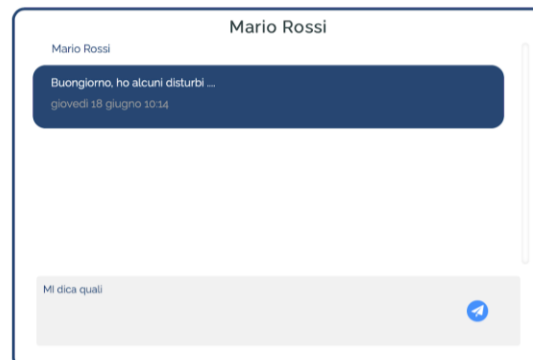 Mario Rossi
Mario Rossi
Buongiorno, ho alcuni disturbi ....
giovedì 18 giugno 10:14
MI dica quali